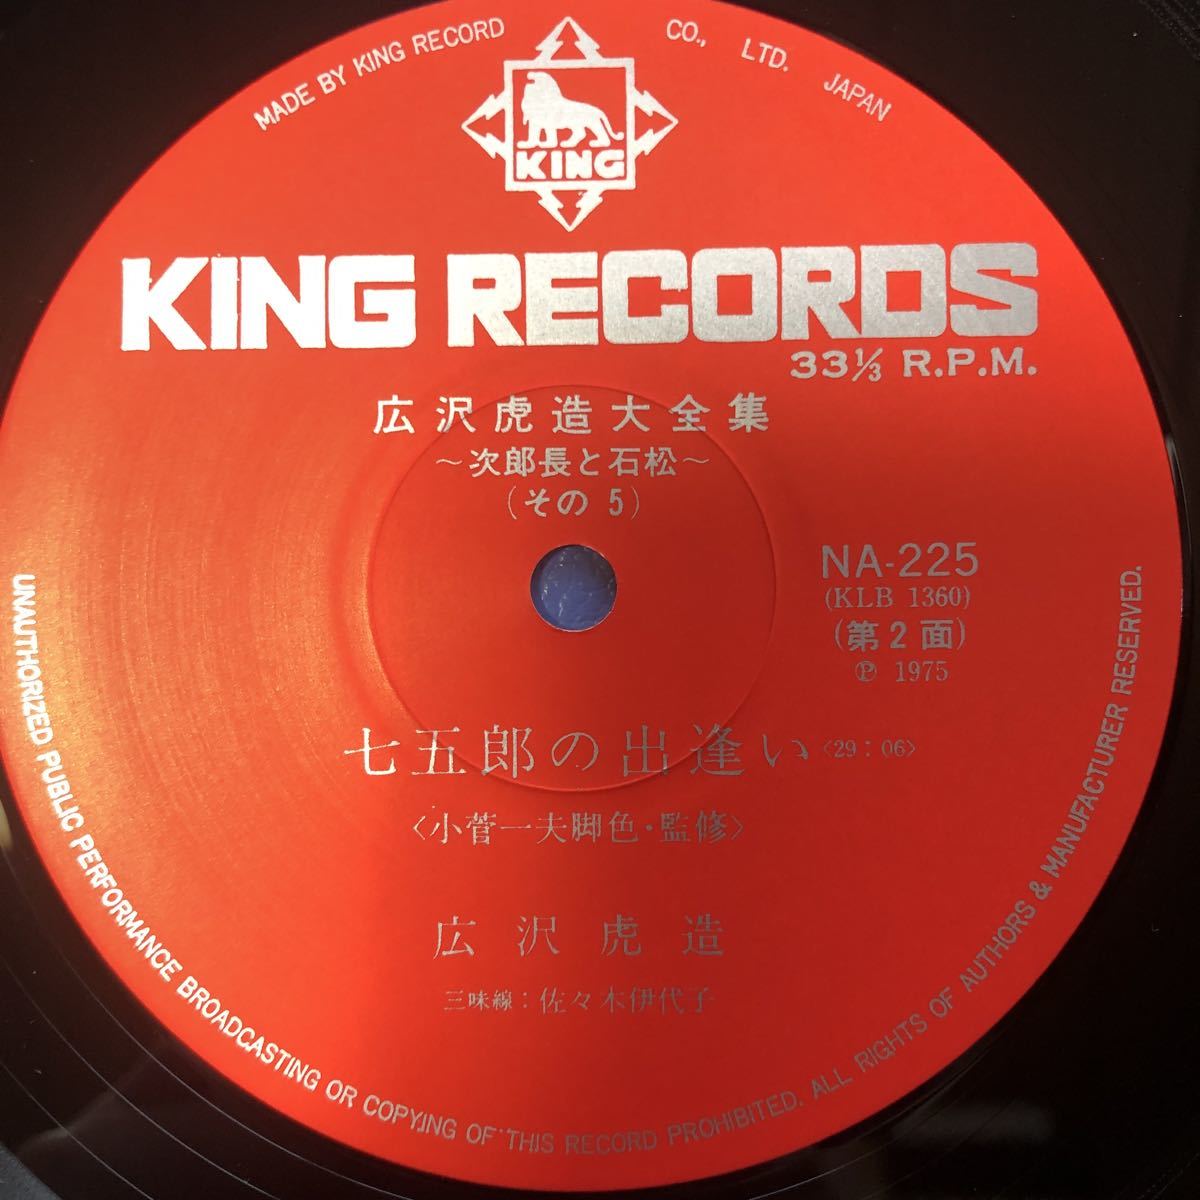 MADE BY KING RECORD CO., LTD. JAPAN
KING
KING RECORDS
33⅓ R.P.M.
広沢虎造大全集
〜次郎長と石松〜
(その 5)
NA-225
(KLB 1360)
(第2面)
Ⓟ 1975
七五郎の出逢い〈29:06〉
〈小菅一夫脚色・監修〉
広沢虎造
三味線:佐々木伊代子
UNAUTHORIZED PUBLIC PERFORMANCE BROADCASTING OR COPYING OF THIS RECORD PROHIBITED. ALL RIGHTS OF AUTHORS & MANUFACTURER RESERVED.